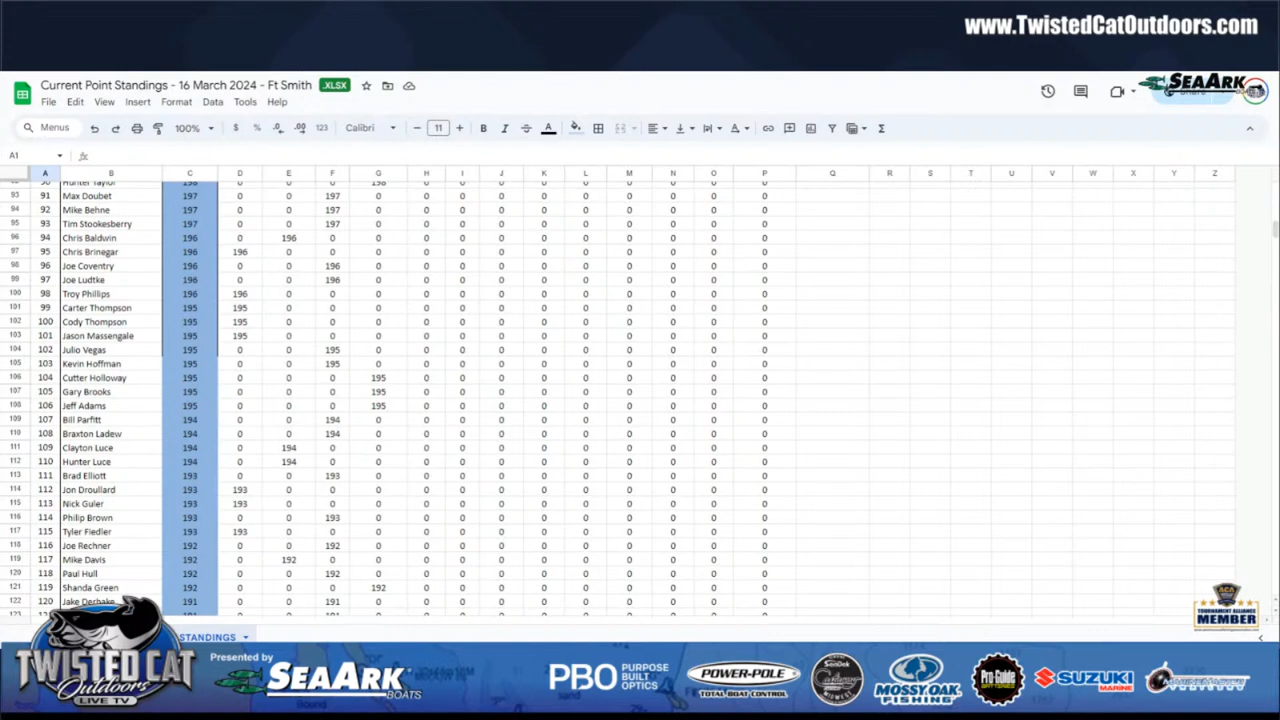 www.TwistedCatOutdoors.com
Current Point Standings - 16 March 2024 - Ft Smith .XLSX
SEAARK
File Edit View Insert Format Data Tools Help
Menus 100% $ % .0 .00 123 Calibri - 11 + B I A
A1 fx
A B C D E F G H I J K L M N O P Q R S T U V W X Y Z
90 Hunter Taylor 198 0 0 0 198 0 0 0 0 0 0 0 0 0
93 91 Max Doubet 197 0 0 197 0 0 0 0 0 0 0 0 0 0
94 92 Mike Behne 197 0 0 197 0 0 0 0 0 0 0 0 0 0
95 93 Tim Stookesberry 197 0 0 197 0 0 0 0 0 0 0 0 0 0
96 94 Chris Baldwin 196 0 196 0 0 0 0 0 0 0 0 0 0 0
97 95 Chris Brinegar 196 196 0 0 0 0 0 0 0 0 0 0 0 0
98 96 Joe Coventry 196 0 0 196 0 0 0 0 0 0 0 0 0 0
99 97 Joe Ludtke 196 0 0 196 0 0 0 0 0 0 0 0 0 0
100 98 Troy Phillips 196 196 0 0 0 0 0 0 0 0 0 0 0 0
101 99 Carter Thompson 195 195 0 0 0 0 0 0 0 0 0 0 0 0
102 100 Cody Thompson 195 195 0 0 0 0 0 0 0 0 0 0 0 0
103 101 Jason Massengale 195 195 0 0 0 0 0 0 0 0 0 0 0 0
104 102 Julio Vegas 195 0 0 195 0 0 0 0 0 0 0 0 0 0
105 103 Kevin Hoffman 195 0 0 195 0 0 0 0 0 0 0 0 0 0
106 104 Cutter Holloway 195 0 0 0 195 0 0 0 0 0 0 0 0 0
107 105 Gary Brooks 195 0 0 0 195 0 0 0 0 0 0 0 0 0
108 106 Jeff Adams 195 0 0 0 195 0 0 0 0 0 0 0 0 0
109 107 Bill Parfitt 194 0 0 194 0 0 0 0 0 0 0 0 0 0
110 108 Braxton Ladew 194 0 0 194 0 0 0 0 0 0 0 0 0 0
111 109 Clayton Luce 194 0 194 0 0 0 0 0 0 0 0 0 0 0
112 110 Hunter Luce 194 0 194 0 0 0 0 0 0 0 0 0 0 0
113 111 Brad Elliott 193 0 0 193 0 0 0 0 0 0 0 0 0 0
114 112 Jon Droullard 193 193 0 0 0 0 0 0 0 0 0 0 0 0
115 113 Nick Guler 193 193 0 0 0 0 0 0 0 0 0 0 0 0
116 114 Philip Brown 193 0 0 193 0 0 0 0 0 0 0 0 0 0
117 115 Tyler Fiedler 193 193 0 0 0 0 0 0 0 0 0 0 0 0
118 116 Joe Rechner 192 0 0 192 0 0 0 0 0 0 0 0 0 0
119 117 Mike Davis 192 0 192 0 0 0 0 0 0 0 0 0 0 0
120 118 Paul Hull 192 0 0 192 0 0 0 0 0 0 0 0 0 0
121 119 Shanda Green 192 0 0 0 192 0 0 0 0 0 0 0 0 0
122 120 Jake 191 0 0 191 0 0 0 0 0 0 0 0 0 0
STANDINGS
ACA
TOURNAMENT ALLIANCE
MEMBER
TWISTED CAT
Outdoors
LIVE TV
Presented by
SEAARK
BOATS
PBO PURPOSE BUILT OPTICS
POWER-POLE
TOTAL BOAT CONTROL
SeaDek
MOSSY OAK
FISHING
Pro-Guide
BATTERIES
SUZUKI
MARINE